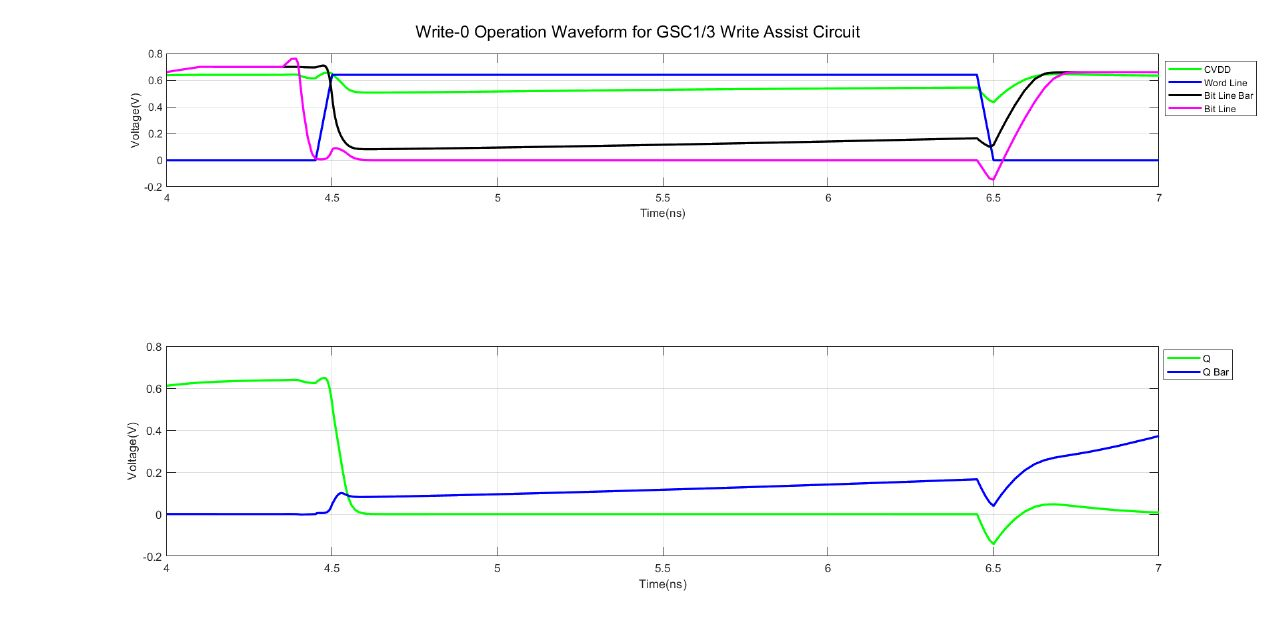 Write-0 Operation Waveform for GSC1/3 Write Assist Circuit
0.8
0.6
0.4
0.2
0
-0.2
Voltage(V)
4
4.5
5
5.5
6
6.5
7
Time(ns)
CVDD
Word Line
Bit Line Bar
Bit Line
0.8
0.6
0.4
0.2
0
-0.2
Voltage(V)
4
4.5
5
5.5
6
6.5
7
Time(ns)
Q
Q Bar